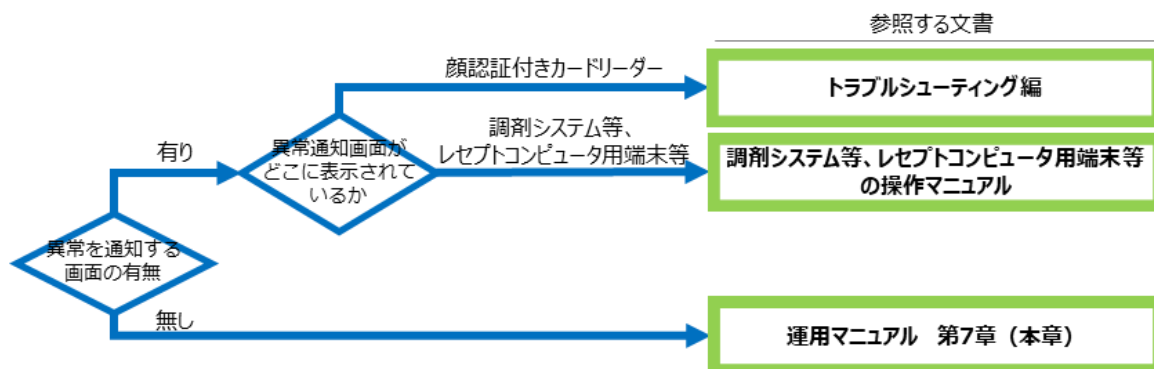 参照する文書
顔認証付きカードリーダー
トラブルシューティング編
異常通知画面が
どこに表示されて
いるか
調剤システム等、
レセプトコンピュータ用端末等
調剤システム等、レセプトコンピュータ用端末等
の操作マニュアル
有り
異常を通知する
画面の有無
無し
運用マニュアル 第7章（本章）